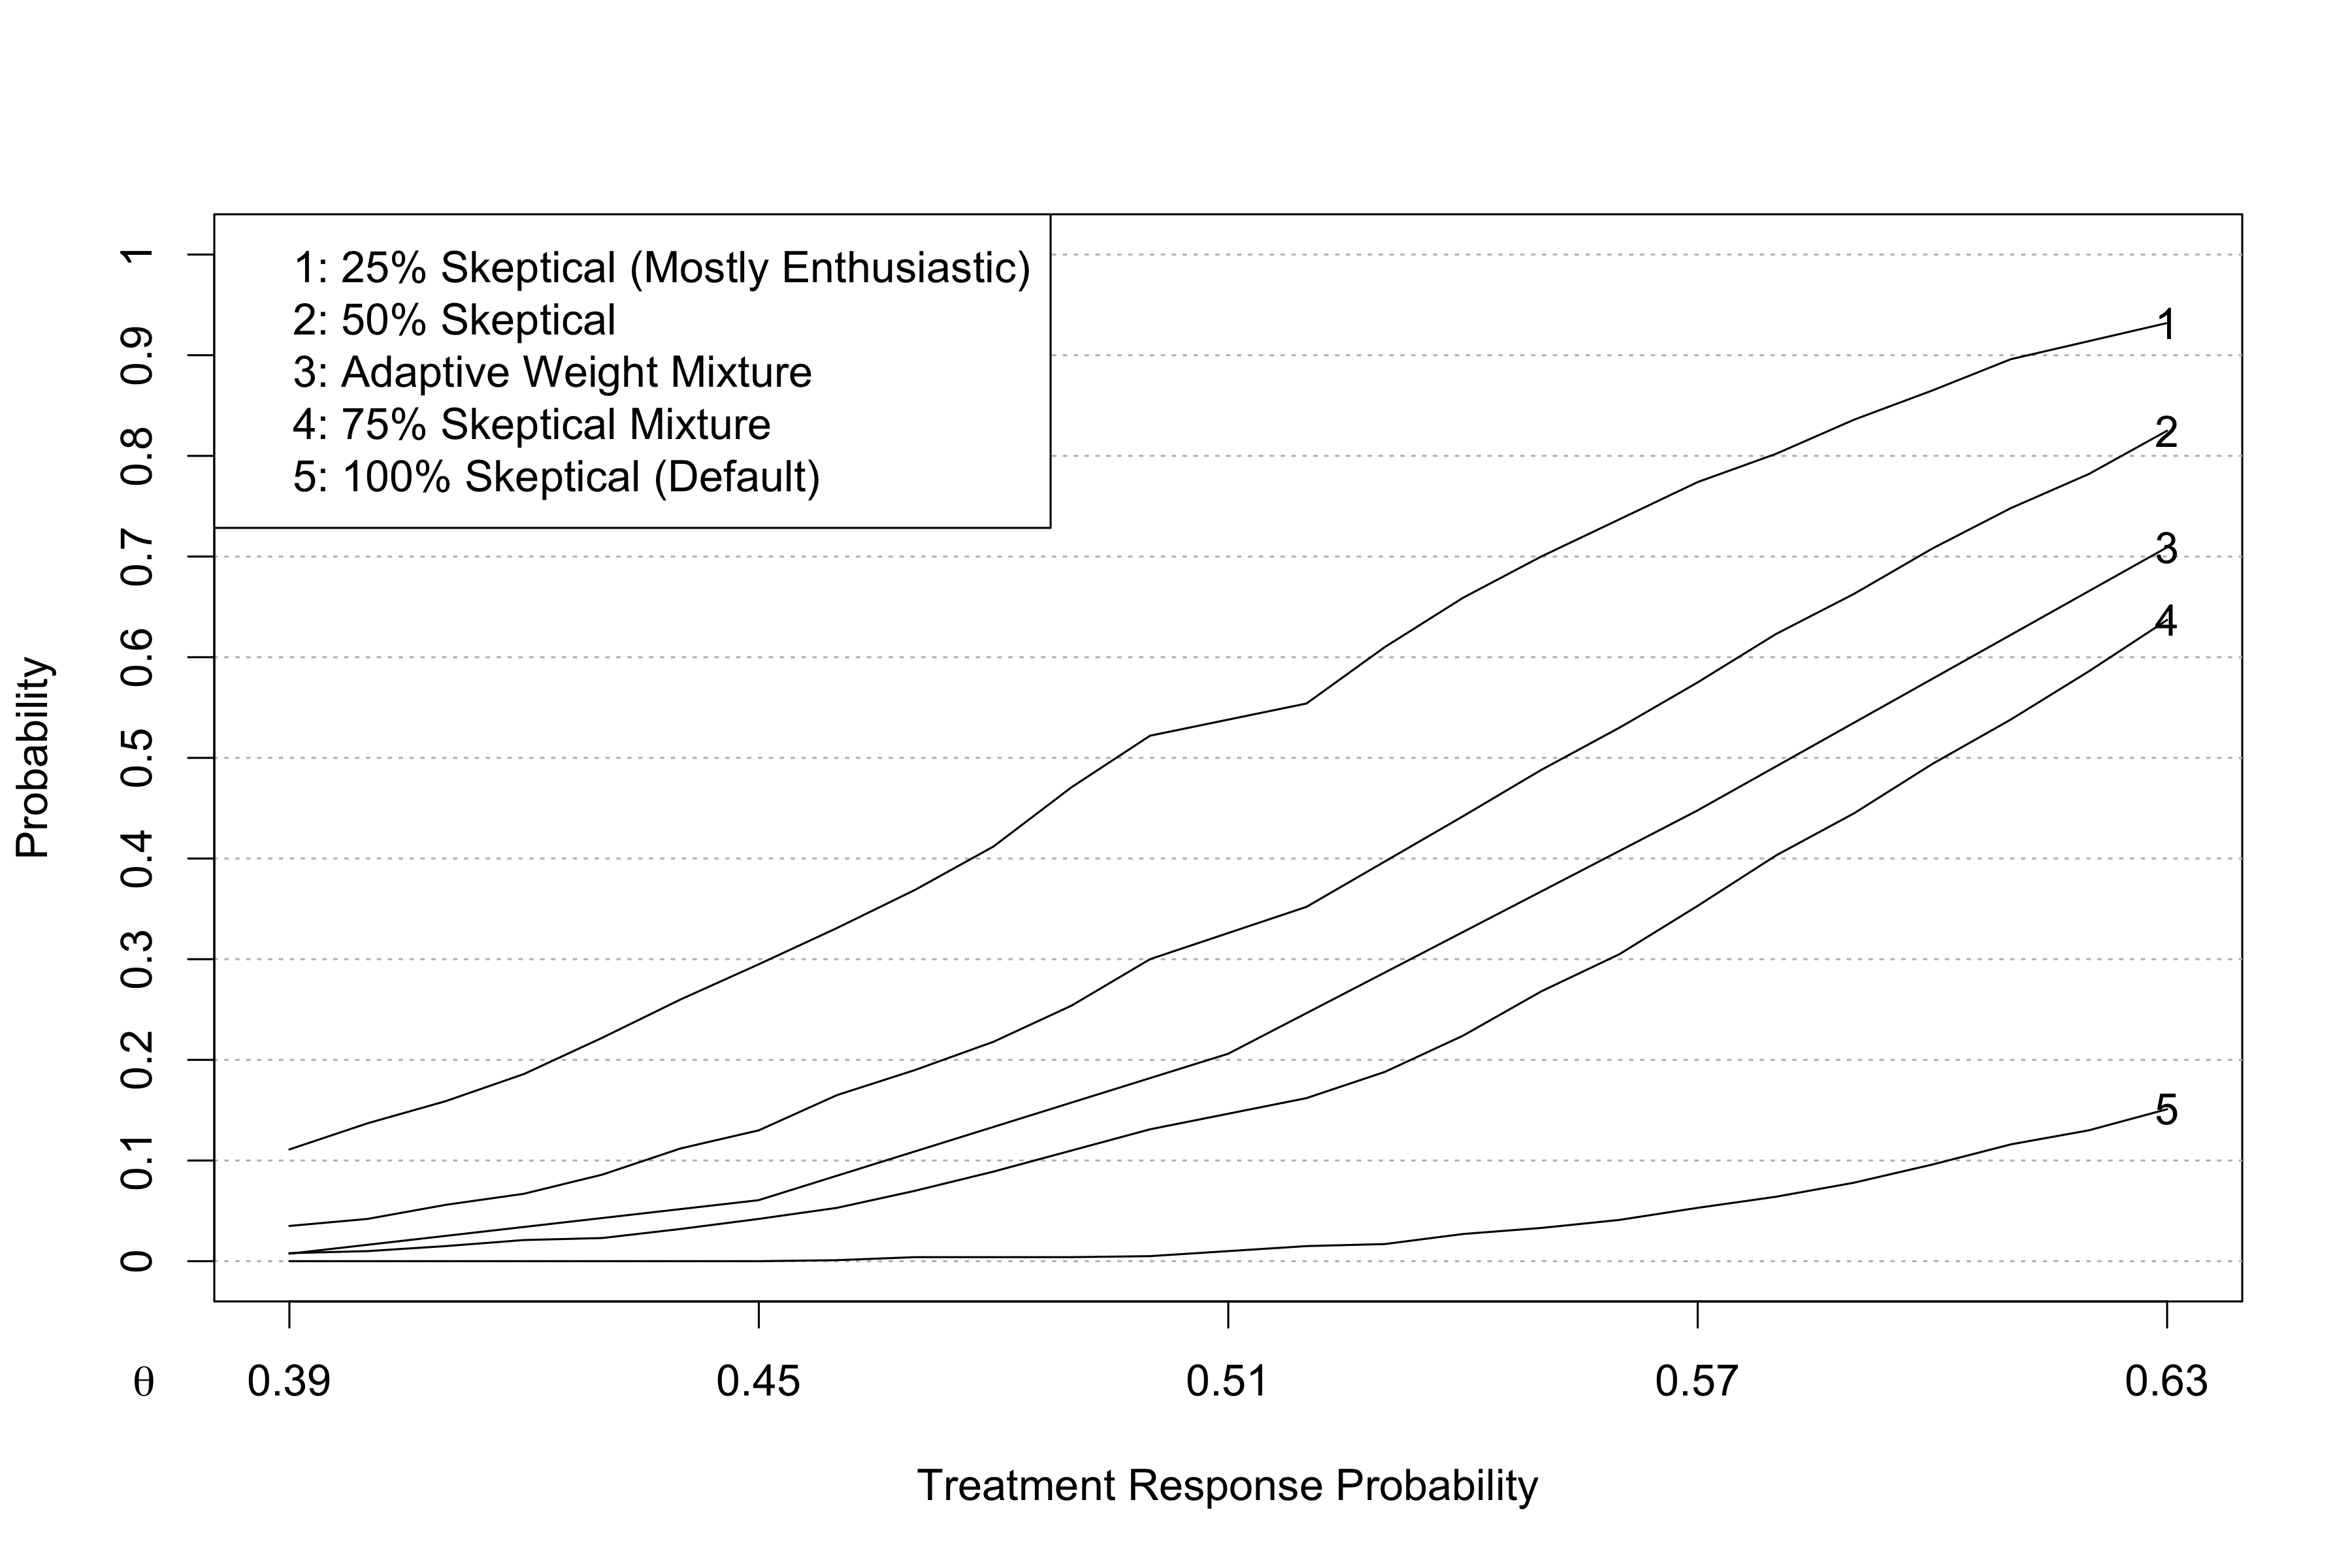 1: 25% Skeptical (Mostly Enthusiastic)
2: 50% Skeptical
3: Adaptive Weight Mixture
4: 75% Skeptical Mixture
5: 100% Skeptical (Default)
1
0.9
0.8
0.7
0.6
0.5
0.4
0.3
0.2
0.1
0
Probability
1
2
3
4
5
θ 0.39 0.45 0.51 0.57 0.63
Treatment Response Probability